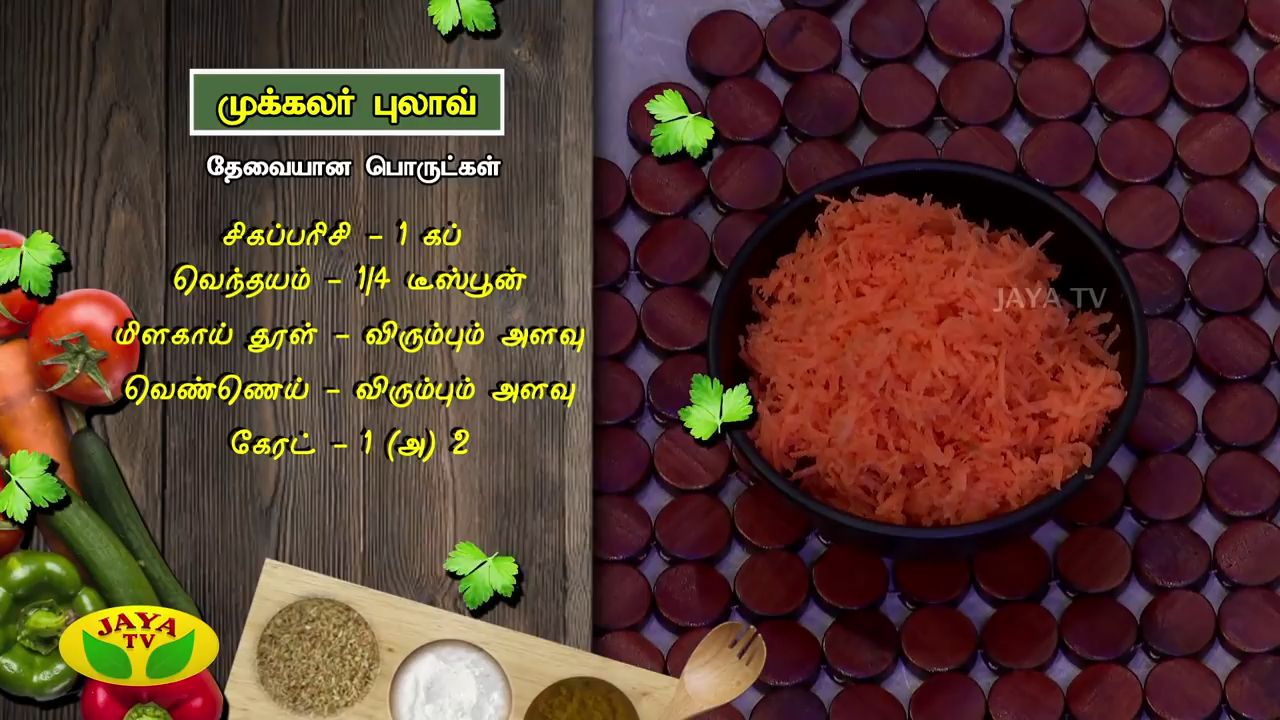 முக்கலர் புலாவ்
தேவையான பொருட்கள்
சிகப்பரிசி - 1 கப்
வெந்தயம் - 1/4 டீஸ்பூன்
மிளகாய் தூள் - விரும்பும் அளவு
வெண்ணெய் - விரும்பும் அளவு
கேரட் - 1 (அ) 2
JAYA TV
JAYA
TV